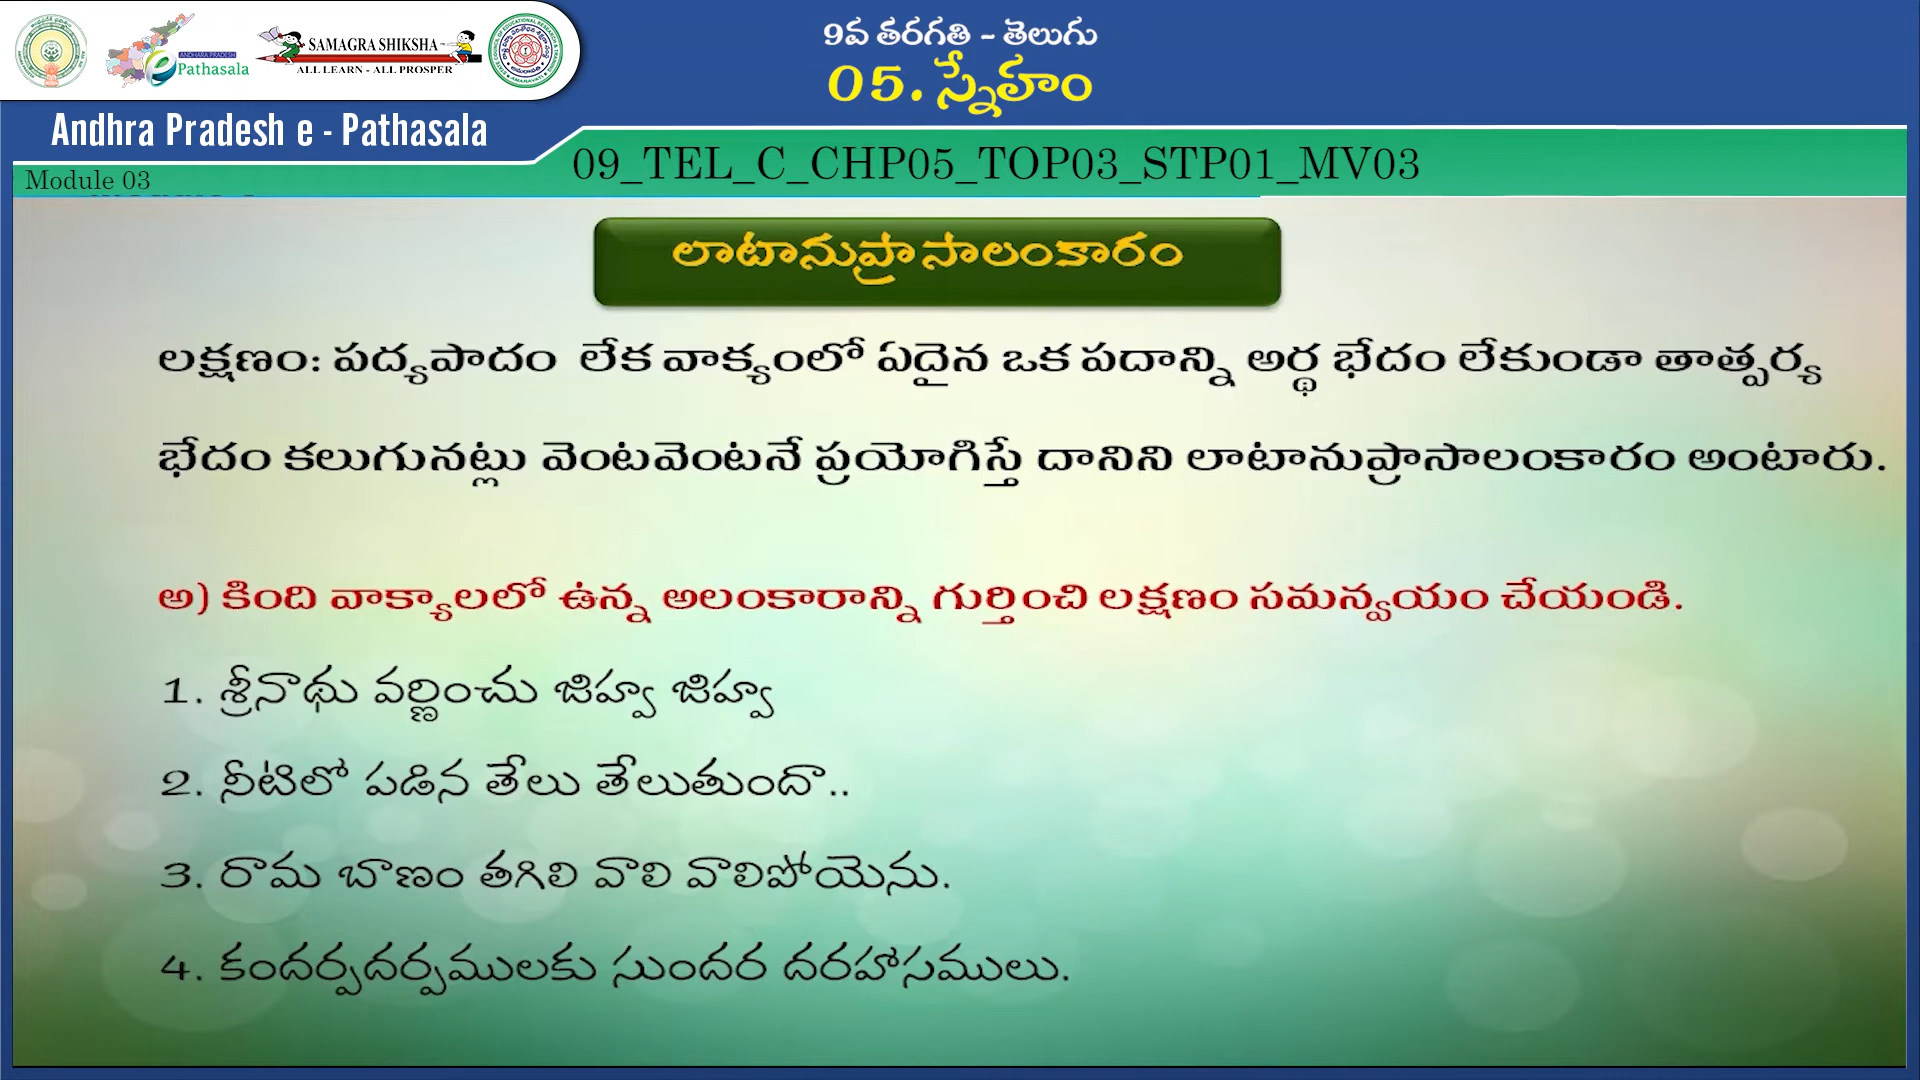 9వ తరగతి - తెలుగు
05. స్నేహం
ANDHRA PRADESH
e Pathasala
SAMAGRA SHIKSHA
ALL LEARN - ALL PROSPER
Andhra Pradesh e - Pathasala
Module 03
09_TEL_C_CHP05_TOP03_STP01_MV03
లాటానుప్రాసాలంకారం
లక్షణం: పద్యపాదం లేక వాక్యంలో ఏదైన ఒక పదాన్ని అర్థ భేదం లేకుండా తాత్పర్య
భేదం కలుగునట్లు వెంటవెంటనే ప్రయోగిస్తే దానిని లాటానుప్రాసాలంకారం అంటారు.
అ) కింది వాక్యాలలో ఉన్న అలంకారాన్ని గుర్తించి లక్షణం సమన్వయం చేయండి.
1. శ్రీనాథు వర్ణించు జిహ్వ జిహ్వ
2. నీటిలో పడిన తేలు తేలుతుందా..
3. రామ బాణం తగిలి వాలి వాలిపోయెను.
4. కందర్పదర్పములకు సుందర దరహాసములు.